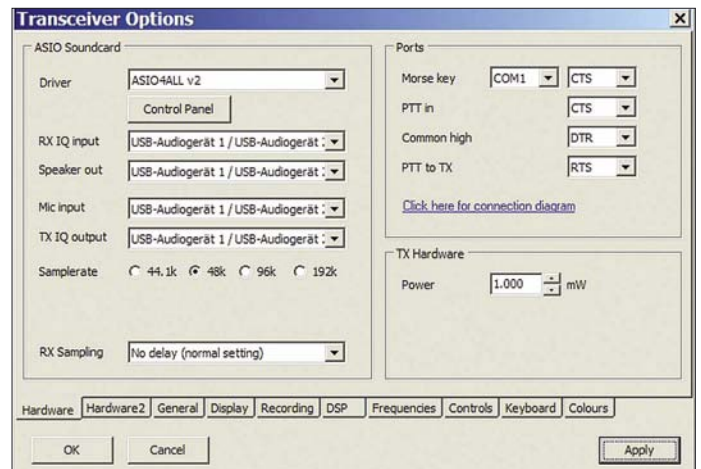 Transceiver Options
ASIO Soundcard
Driver
ASIO4ALL v2
Control Panel
RX IQ input
USB-Audiogerät 1 / USB-Audiogerät
Speaker out
USB-Audiogerät 1 / USB-Audiogerät
Mic input
USB-Audiogerät 1 / USB-Audiogerät
TX IQ output
USB-Audiogerät 1 / USB-Audiogerät
Samplerate
44.1k 48k 96k 192k
RX Sampling
No delay (normal setting)
Ports
Morse key COM1 CTS
PTT in CTS
Common high DTR
PTT to TX RTS
Click here for connection diagram
TX Hardware
Power 1.000 mW
Hardware Hardware2 General Display Recording DSP Frequencies Controls Keyboard Colours
OK Cancel Apply